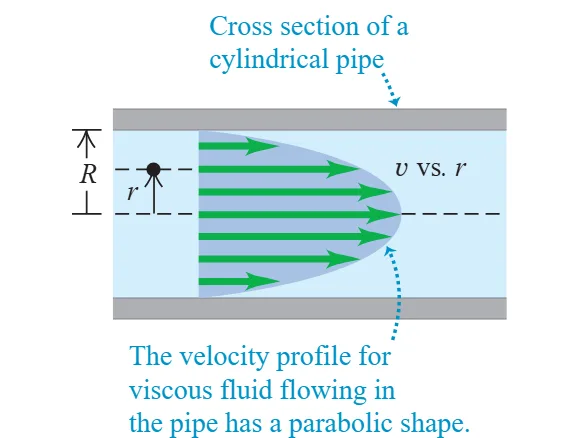 Cross section of a
cylindrical pipe
R
r
v vs. r
The velocity profile for
viscous fluid flowing in
the pipe has a parabolic shape.